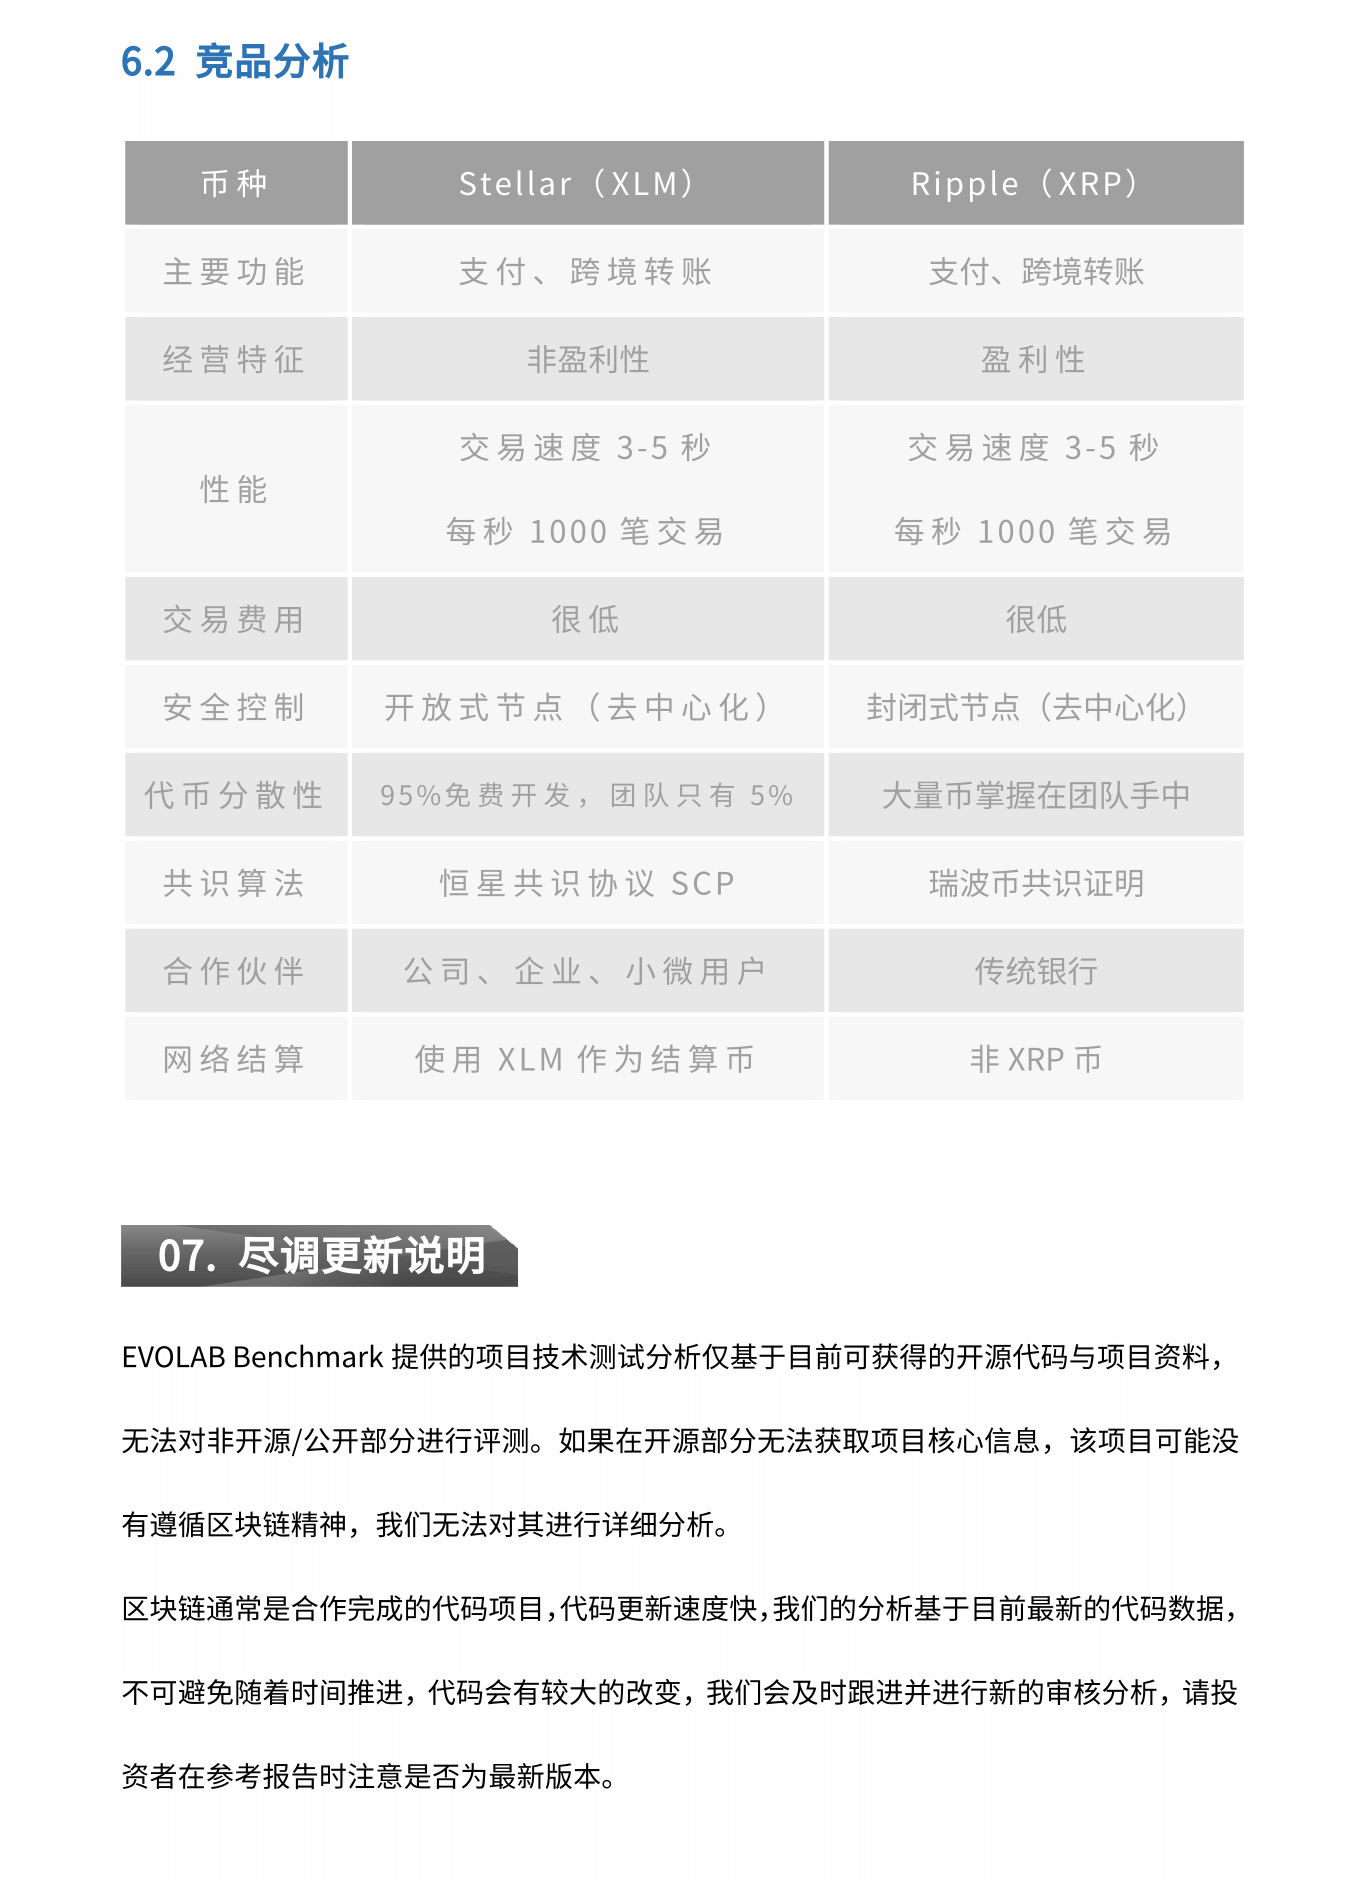 6.2 竞品分析
币种 Stellar（XLM） Ripple（XRP）
主要功能 支付、跨境转账 支付、跨境转账
经营特征 非盈利性 盈利性
性能 交易速度 3-5 秒 交易速度 3-5 秒
每秒 1000 笔交易 每秒 1000 笔交易
交易费用 很低 很低
安全控制 开放式节点（去中心化） 封闭式节点（去中心化）
代币分散性 95%免费开发，团队只有 5% 大量币掌握在团队手中
共识算法 恒星共识协议 SCP 瑞波币共识证明
合作伙伴 公司、企业、小微用户 传统银行
网络结算 使用 XLM 作为结算币 非 XRP 币
07. 尽调更新说明
EVOLAB Benchmark 提供的项目技术测试分析仅基于目前可获得的开源代码与项目资料，
无法对非开源/公开部分进行评测。如果在开源部分无法获取项目核心信息，该项目可能没
有遵循区块链精神，我们无法对其进行详细分析。
区块链通常是合作完成的代码项目，代码更新速度快，我们的分析基于目前最新的代码数据，
不可避免随着时间推进，代码会有较大的改变，我们会及时跟进并进行新的审核分析，请投
资者在参考报告时注意是否为最新版本。